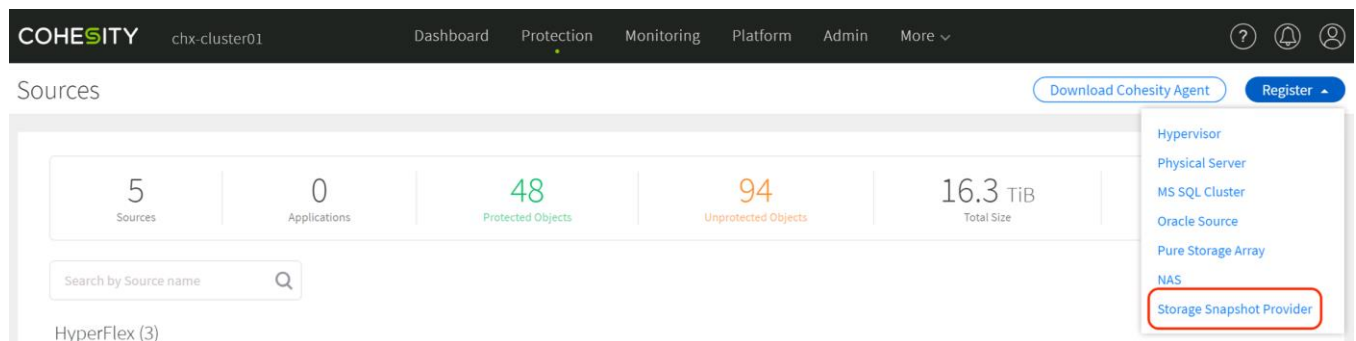 COHESITY chx-cluster01 Dashboard Protection Monitoring Platform Admin More
Sources Download Cohesity Agent Register
Hypervisor
Physical Server
MS SQL Cluster
Oracle Source
Pure Storage Array
NAS
Storage Snapshot Provider
5 0 48 94 16.3 TiB
Sources Applications Protected Objects Unprotected Objects Total Size
Search by Source name
HyperFlex (3)